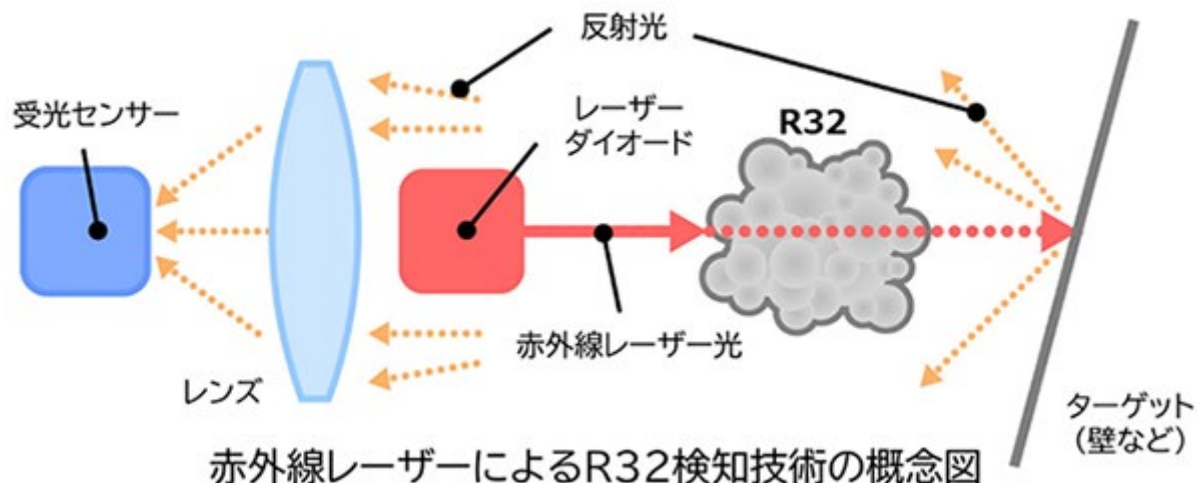 反射光
受光センサー
レーザー
ダイオード
R32
赤外線レーザー光
レンズ
ターゲット
(壁など)
赤外線レーザーによるR32検知技術の概念図